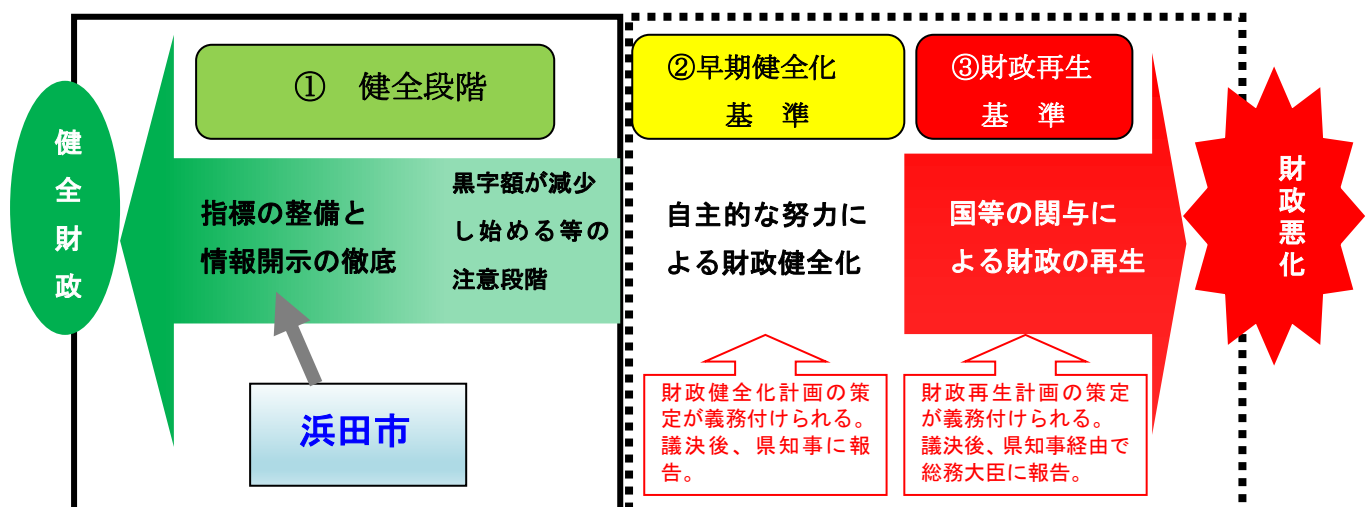 ① 健全段階
②早期健全化
基 準
③財政再生
基 準
健全財政
指標の整備と
情報開示の徹底
黒字額が減少
し始める等の
注意段階
自主的な努力に
よる財政健全化
国等の関与に
よる財政の再生
財政悪化
浜田市
財政健全化計画の策
定が義務付けられる。
議決後、県知事に報
告。
財政再生計画の策定
が義務付けられる。
議決後、県知事経由で
総務大臣に報告。